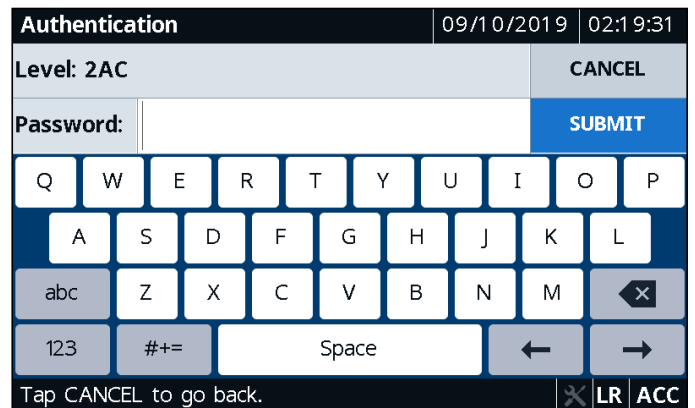 Authentication 09/10/2019 02:19:31
Level: 2AC CANCEL
Password: SUBMIT
Q W E R T Y U I O P
A S D F G H J K L
abc Z X C V B N M
123 #+= Space ← →
Tap CANCEL to go back. LR ACC